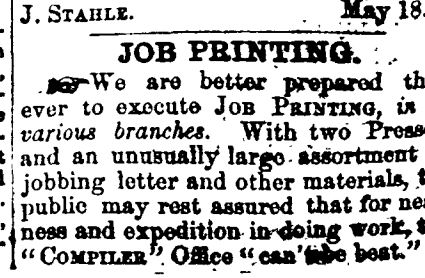 J. STAHLE. May 18
JOB PRINTING.
☞We are better prepared th
ever to execute JOB PRINTING, in
various branches. With two Press
and an unusually large assortment
jobbing letter and other materials, t
public may rest assured that for nea
ness and expedition in doing work, t
"COMPILER" Office "can't be beat."